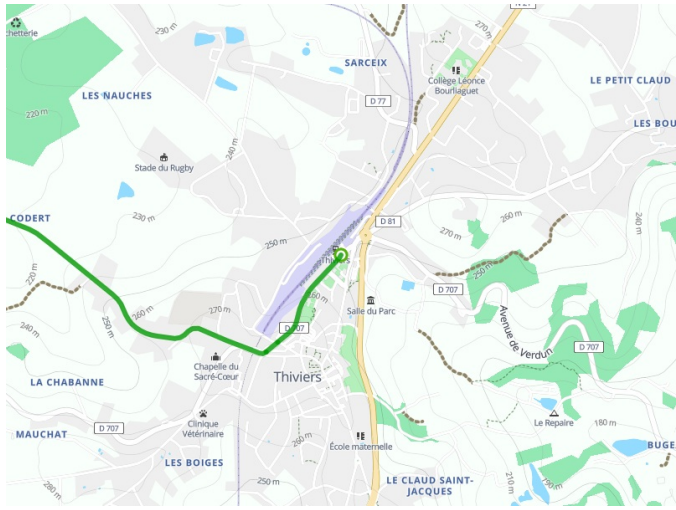 230 m
270 m
SARCEIX
chetterie
Collège Léonce
Bourliaguet
LE PETIT CLAUD
LES NAUCHES
D 77
220 m
LES BOU
240 m
Stade du Rugby
CODERT
230 m
D 81
260 m
240 m
250 m
270 m
220 m
250 m
260 m
D 707
260 m
270 m
Salle du Parc
250 m
240 m
D 707
Avenue de Verdun
D 707
Chapelle du
Sacré-Cœur
Thiviers
LA CHABANNE
D 707
Clinique
Vétérinaire
Le Repaire
180 m
MAUCHAT
260 m
École maternelle
BUGE
LES BOIGES
LE CLAUD SAINT-
JACQUES
210 m
190 m
280 m
250 m